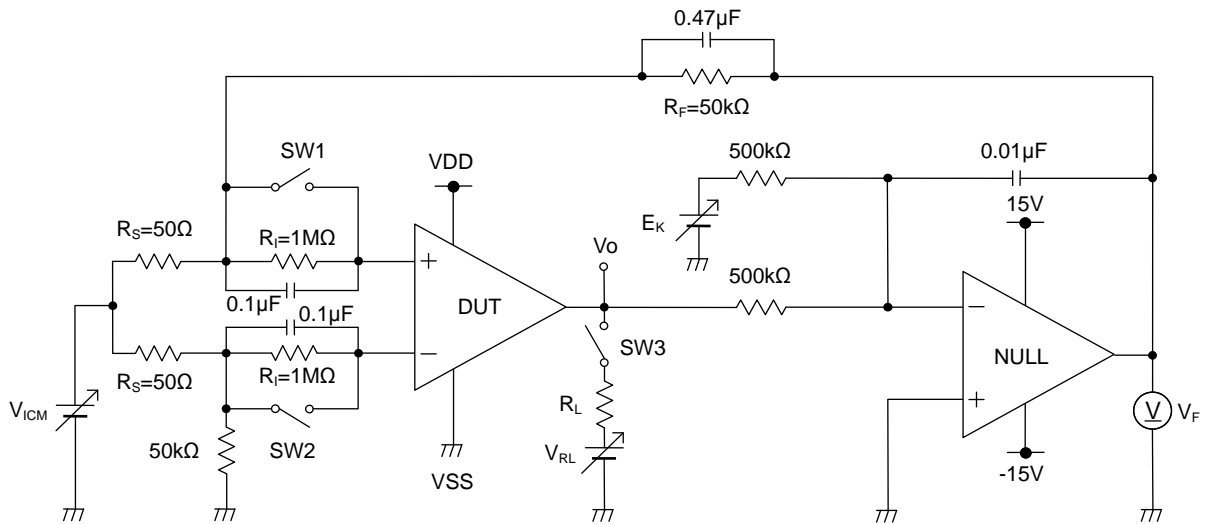 0.47µF
R_F=50kΩ
SW1
VDD
500kΩ
0.01µF
15V
E_K
R_S=50Ω
R_I=1MΩ
Vo
+
0.1µF
500kΩ
0.1µF
DUT
−
SW3
NULL
−
R_S=50Ω
R_I=1MΩ
V_ICM
R_L
+
V
V_F
50kΩ
SW2
V_RL
VSS
-15V